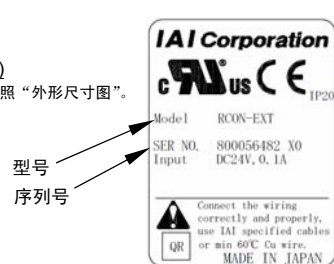 )
照“外形尺寸图”。
型号
序列号
IAI Corporation
c RU US CE
IP20
Model RCON-EXT
SER NO. 800056482 X0
Input DC24V, 0.1A
Connect the wiring
correctly and properly,
use IAI specified cables
or min 60℃ Cu wire.
QR
MADE IN JAPAN